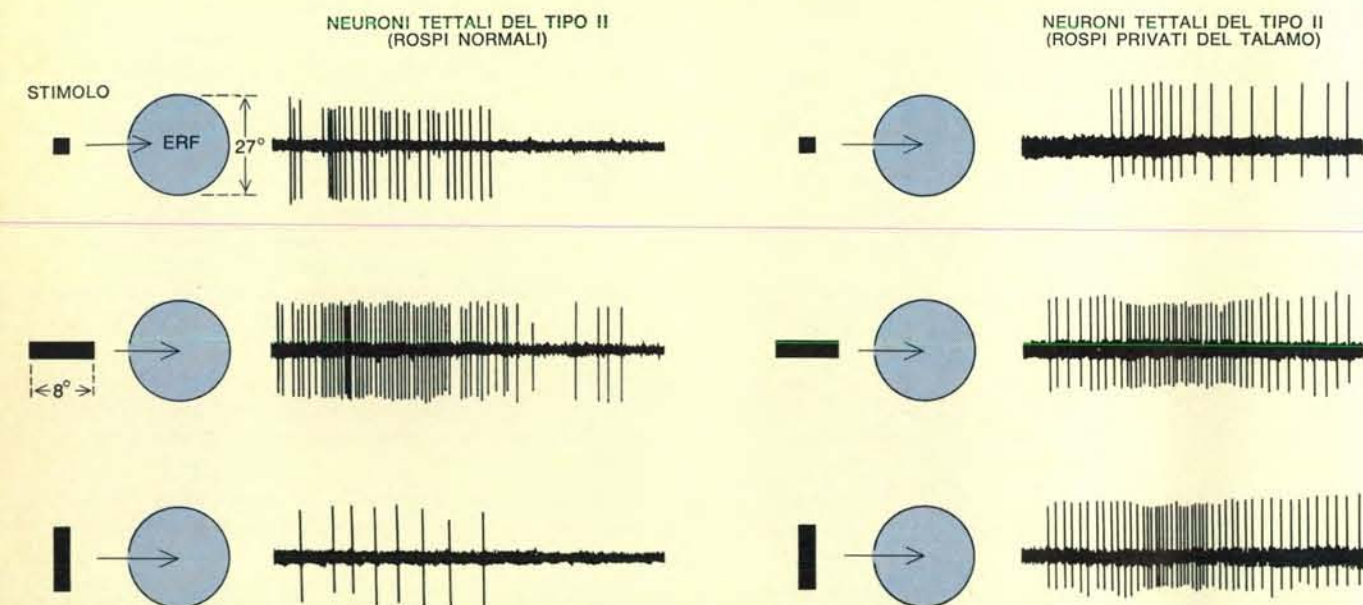 NEURONI TETTALI DEL TIPO II
(ROSPI NORMALI)
NEURONI TETTALI DEL TIPO II
(ROSPI PRIVATI DEL TALAMO)
STIMOLO
ERF
27°
8°